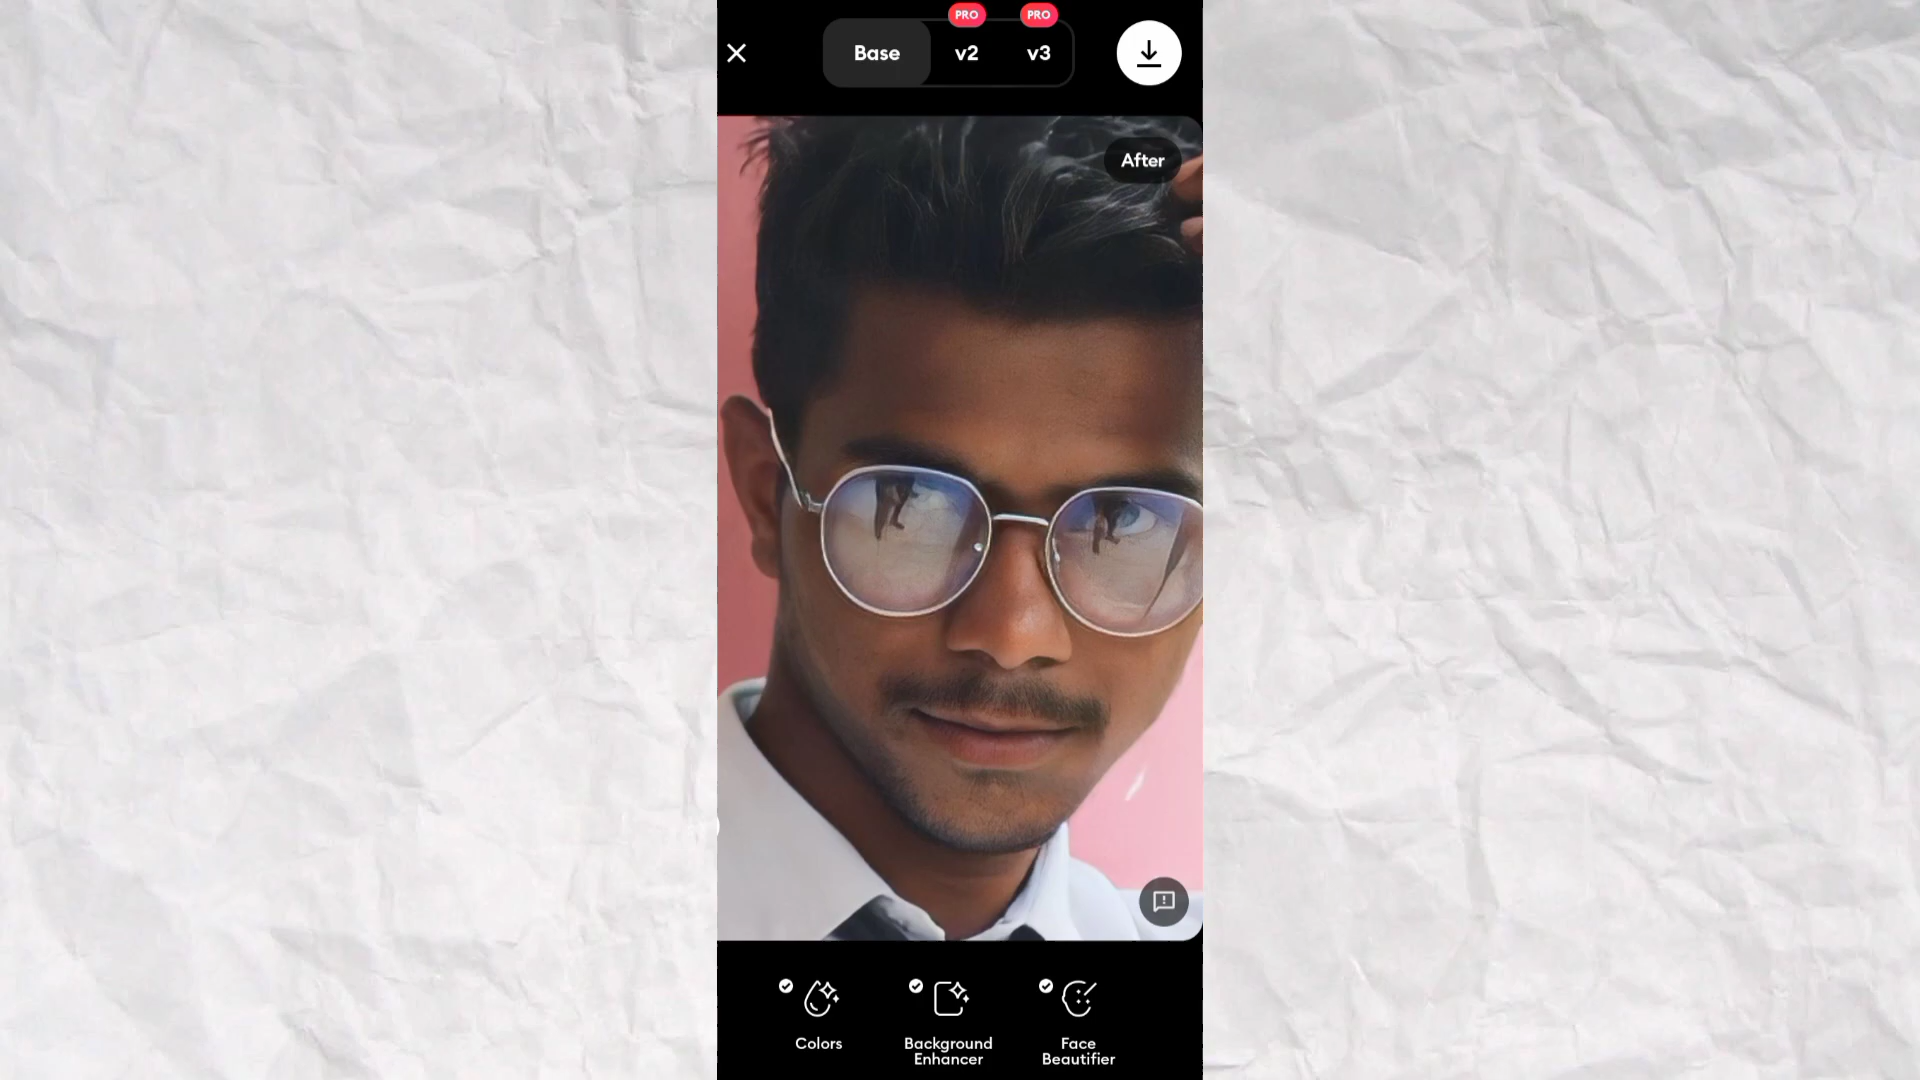 PRO
PRO
Base
v2
v3
After
Colors
Background
Enhancer
Face
Beautifier